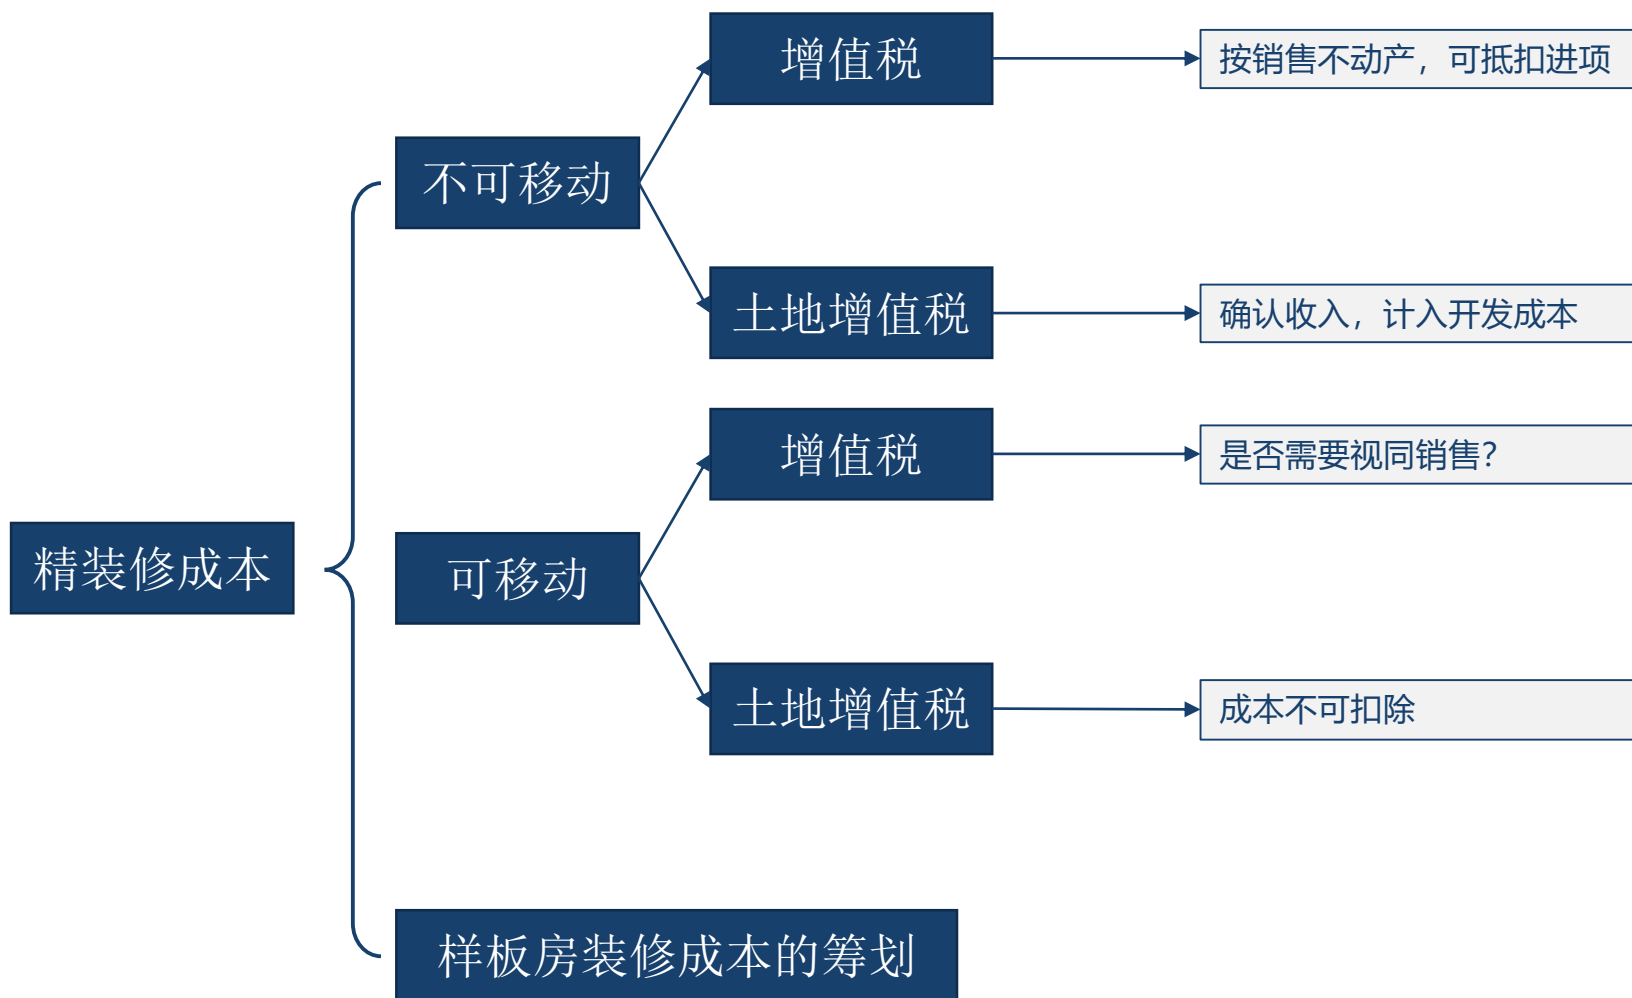 精装修成本
不可移动
增值税
按销售不动产，可抵扣进项
土地增值税
确认收入，计入开发成本
可移动
增值税
是否需要视同销售？
土地增值税
成本不可扣除
样板房装修成本的筹划